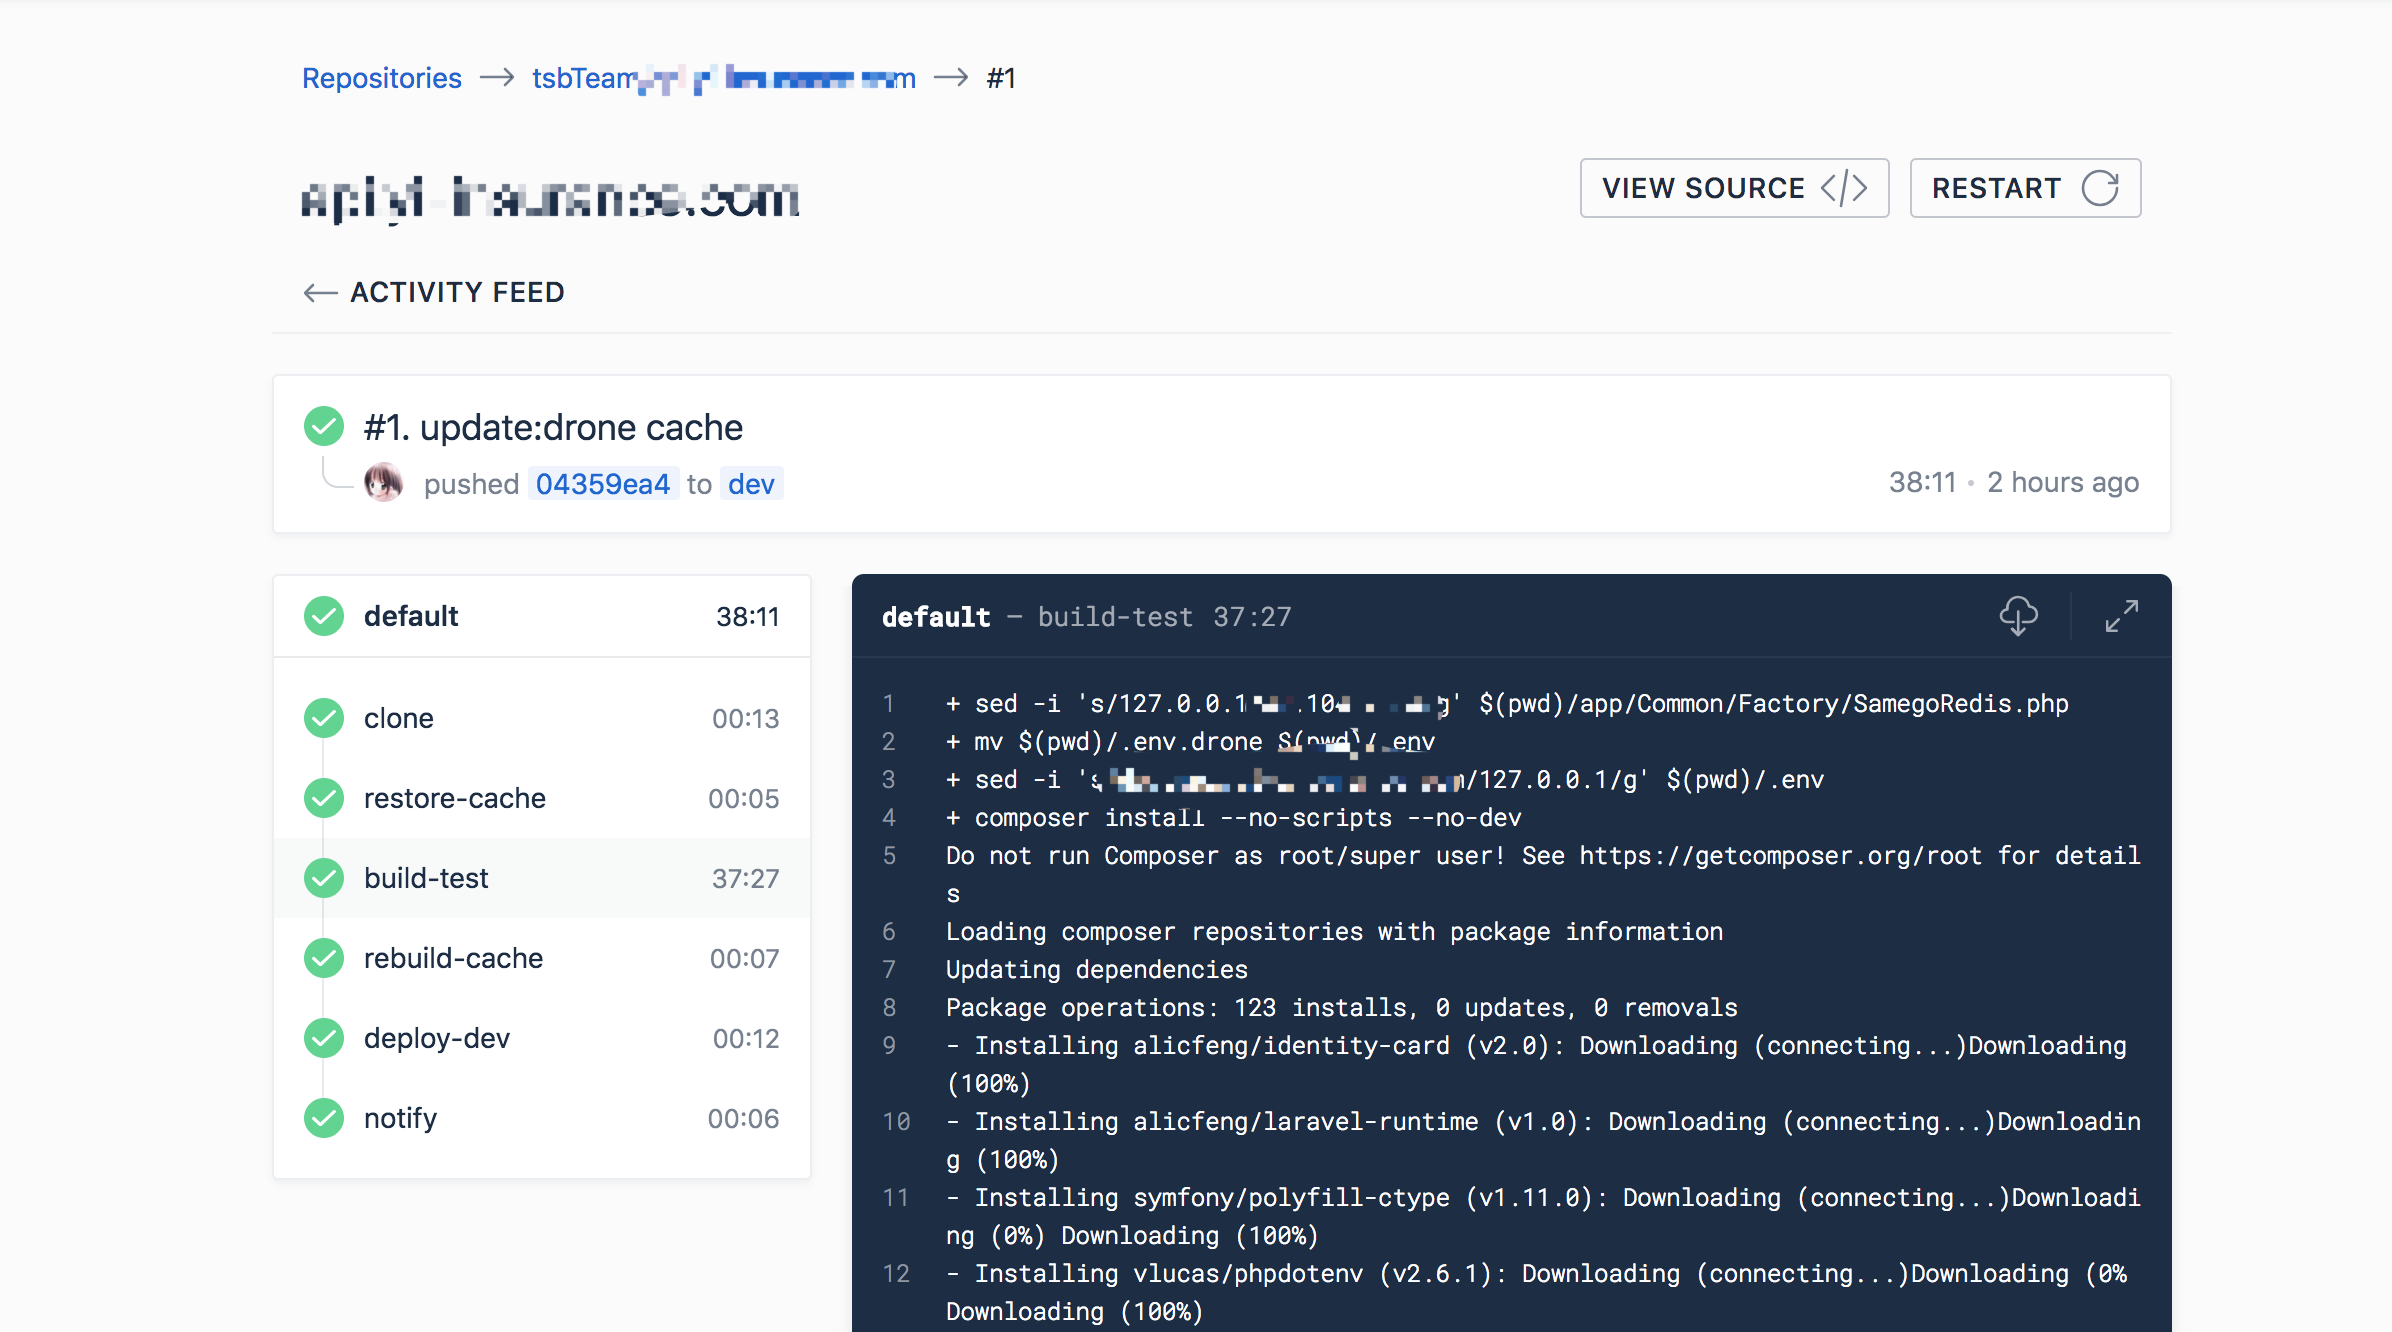 Repositories → tsbTeam → #1
.com
VIEW SOURCE </>
RESTART
← ACTIVITY FEED
#1. update:drone cache
pushed 04359ea4 to dev
38:11 • 2 hours ago
default 38:11
clone 00:13
restore-cache 00:05
build-test 37:27
rebuild-cache 00:07
deploy-dev 00:12
notify 00:06
default — build-test 37:27
1 + sed -i 's/127.0.0.1 .10 g' $(pwd)/app/Common/Factory/SamegoRedis.php
2 + mv $(pwd)/.env.drone $(pwd)/.env
3 + sed -i 's /127.0.0.1/g' $(pwd)/.env
4 + composer install --no-scripts --no-dev
5 Do not run Composer as root/super user! See https://getcomposer.org/root for detail
s
6 Loading composer repositories with package information
7 Updating dependencies
8 Package operations: 123 installs, 0 updates, 0 removals
9 - Installing alicfeng/identity-card (v2.0): Downloading (connecting...)Downloading
(100%)
10 - Installing alicfeng/laravel-runtime (v1.0): Downloading (connecting...)Downloadin
g (100%)
11 - Installing symfony/polyfill-ctype (v1.11.0): Downloading (connecting...)Downloadi
ng (0%) Downloading (100%)
12 - Installing vlucas/phpdotenv (v2.6.1): Downloading (connecting...)Downloading (0%
Downloading (100%)